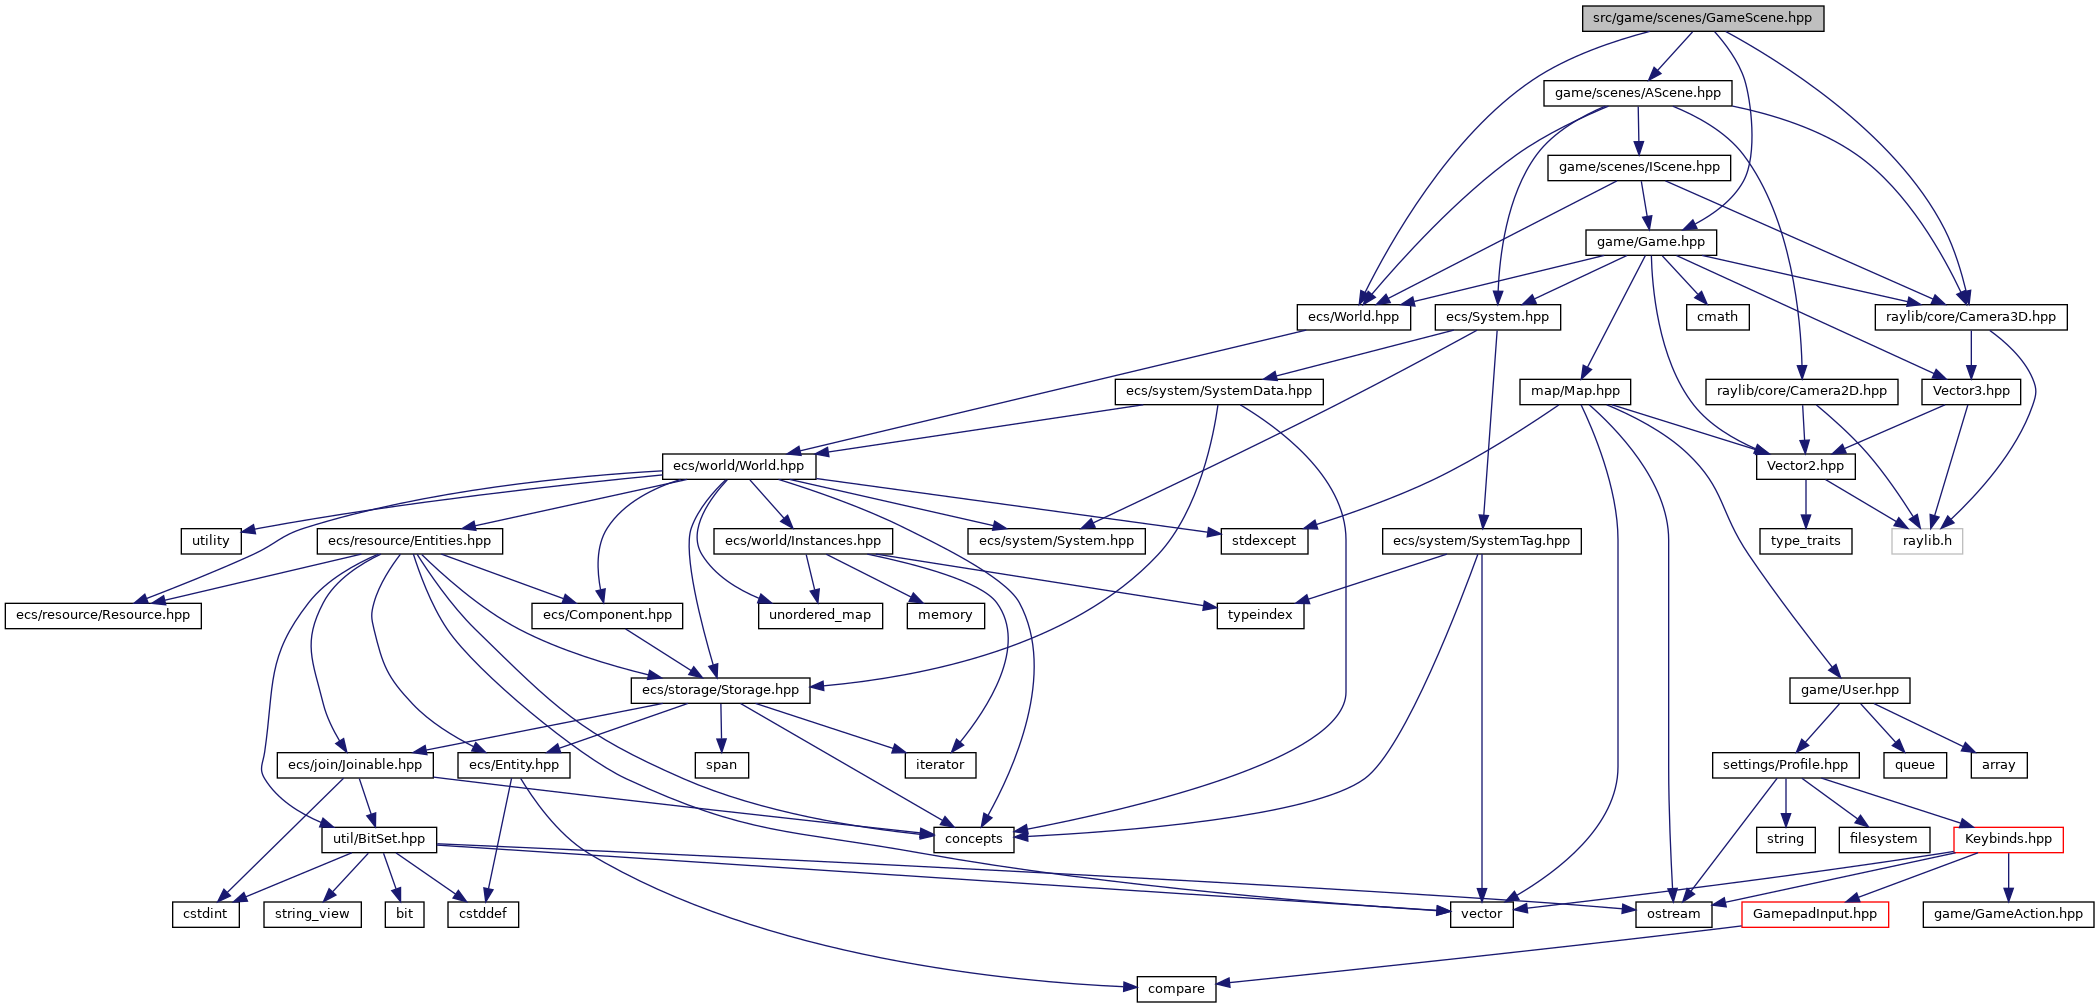 src/game/scenes/GameScene.hpp
game/scenes/AScene.hpp
game/scenes/IScene.hpp
game/Game.hpp
ecs/World.hpp
ecs/System.hpp
cmath
raylib/core/Camera3D.hpp
ecs/system/SystemData.hpp
map/Map.hpp
raylib/core/Camera2D.hpp
Vector3.hpp
ecs/world/World.hpp
Vector2.hpp
utility
ecs/resource/Entities.hpp
ecs/world/Instances.hpp
ecs/system/System.hpp
stdexcept
ecs/system/SystemTag.hpp
type_traits
raylib.h
ecs/resource/Resource.hpp
ecs/Component.hpp
unordered_map
memory
typeindex
ecs/storage/Storage.hpp
game/User.hpp
ecs/join/Joinable.hpp
ecs/Entity.hpp
span
iterator
settings/Profile.hpp
queue
array
util/BitSet.hpp
concepts
string
filesystem
Keybinds.hpp
cstdint
string_view
bit
cstddef
vector
ostream
GamepadInput.hpp
game/GameAction.hpp
compare